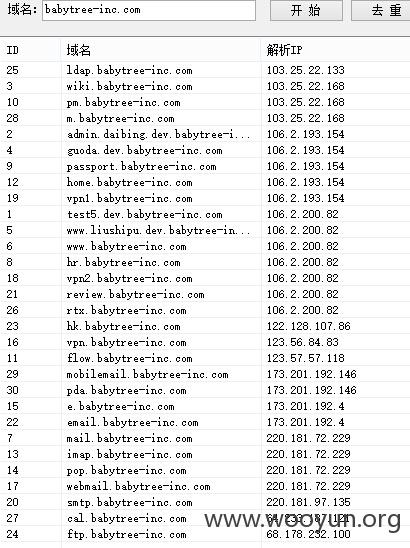 域名: babytree-inc.com 开 始 去 重
ID 域名 解析IP
25 ldap.babytree-inc.com 103.25.22.133
3 wiki.babytree-inc.com 103.25.22.168
10 pm.babytree-inc.com 103.25.22.168
28 m.babytree-inc.com 103.25.22.168
2 admin.daibing.dev.babytree-i... 106.2.193.154
4 guoda.dev.babytree-inc.com 106.2.193.154
9 passport.babytree-inc.com 106.2.193.154
12 home.babytree-inc.com 106.2.193.154
19 vpn1.babytree-inc.com 106.2.193.154
1 test5.dev.babytree-inc.com 106.2.200.82
5 www.liushipu.dev.babytree-in... 106.2.200.82
6 www.babytree-inc.com 106.2.200.82
8 hr.babytree-inc.com 106.2.200.82
18 vpn2.babytree-inc.com 106.2.200.82
21 review.babytree-inc.com 106.2.200.82
26 rtx.babytree-inc.com 106.2.200.82
23 hk.babytree-inc.com 122.128.107.86
16 vpn.babytree-inc.com 123.56.84.83
11 flow.babytree-inc.com 123.57.57.118
29 mobilemail.babytree-inc.com 173.201.192.146
30 pda.babytree-inc.com 173.201.192.146
15 e.babytree-inc.com 173.201.192.4
22 email.babytree-inc.com 173.201.192.4
7 mail.babytree-inc.com 220.181.72.229
13 imap.babytree-inc.com 220.181.72.229
14 pop.babytree-inc.com 220.181.72.229
17 webmail.babytree-inc.com 220.181.72.229
20 smtp.babytree-inc.com 220.181.97.135
27 cal.babytree-inc.com
24 ftp.babytree-inc.com 68.178.232.100
www.wooyun.org